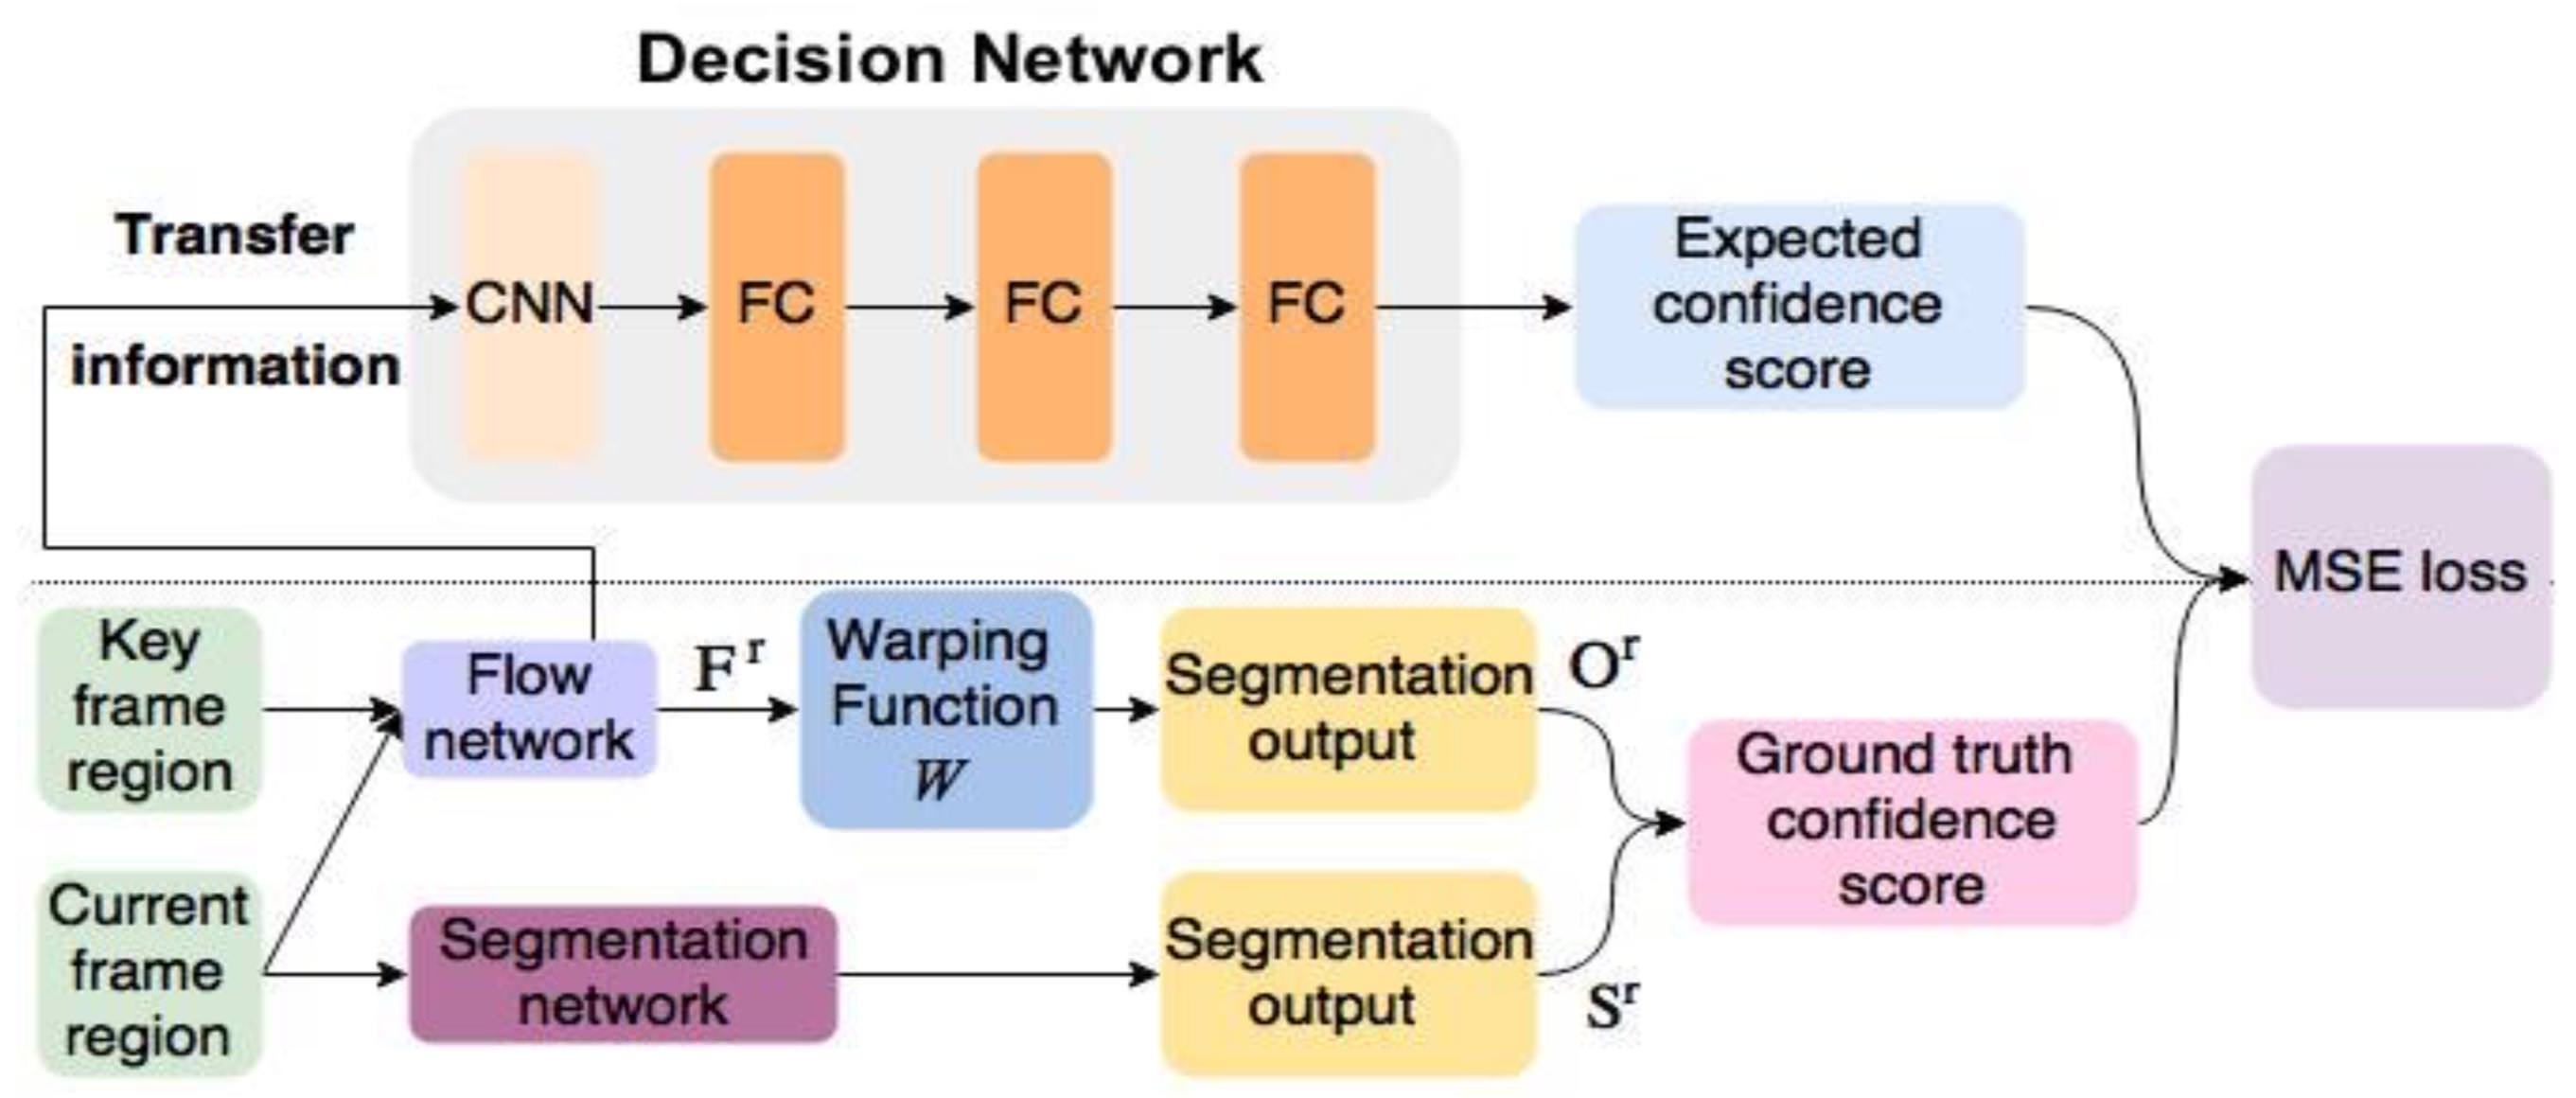 Decision Network
Transfer
information
CNN
FC
FC
FC
Expected
confidence
score
MSE loss
Key
frame
region
Flow
network
F^r
Warping
Function
W
Segmentation
output
O^r
Ground truth
confidence
score
Current
frame
region
Segmentation
network
Segmentation
output
S^r